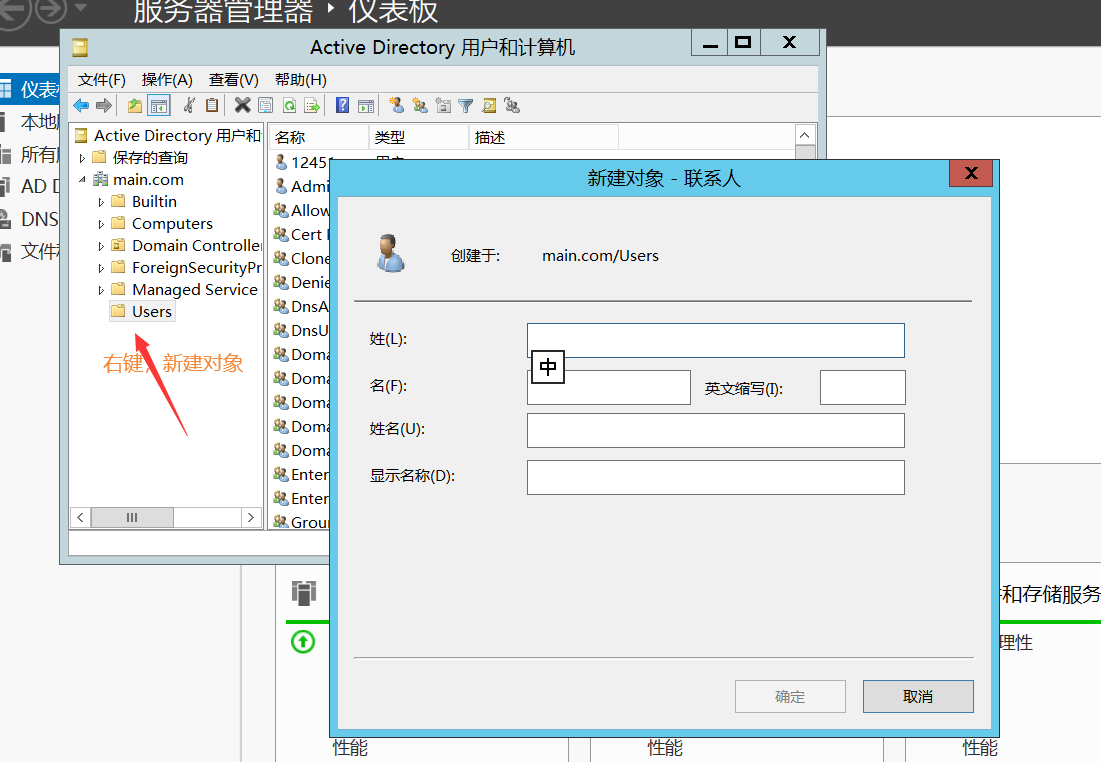 服务器管理器 · 仪表板
Active Directory 用户和计算机
文件(F) 操作(A) 查看(V) 帮助(H)
仪表
本地
所有
AD D
DNS
文件
Active Directory 用户和
保存的查询
main.com
Builtin
Computers
Domain Controlle
ForeignSecurityPr
Managed Service
Users
右键，新建对象
名称 类型 描述
1245
Admi
Allow
Cert
Clone
Denie
DnsA
DnsU
Doma
Doma
Doma
Doma
Doma
Enter
Enter
Grou
新建对象 - 联系人
创建于: main.com/Users
姓(L):
中
名(F): 英文缩写(I):
姓名(U):
显示名称(D):
确定 取消
和存储服务
理性
性能 性能 性能